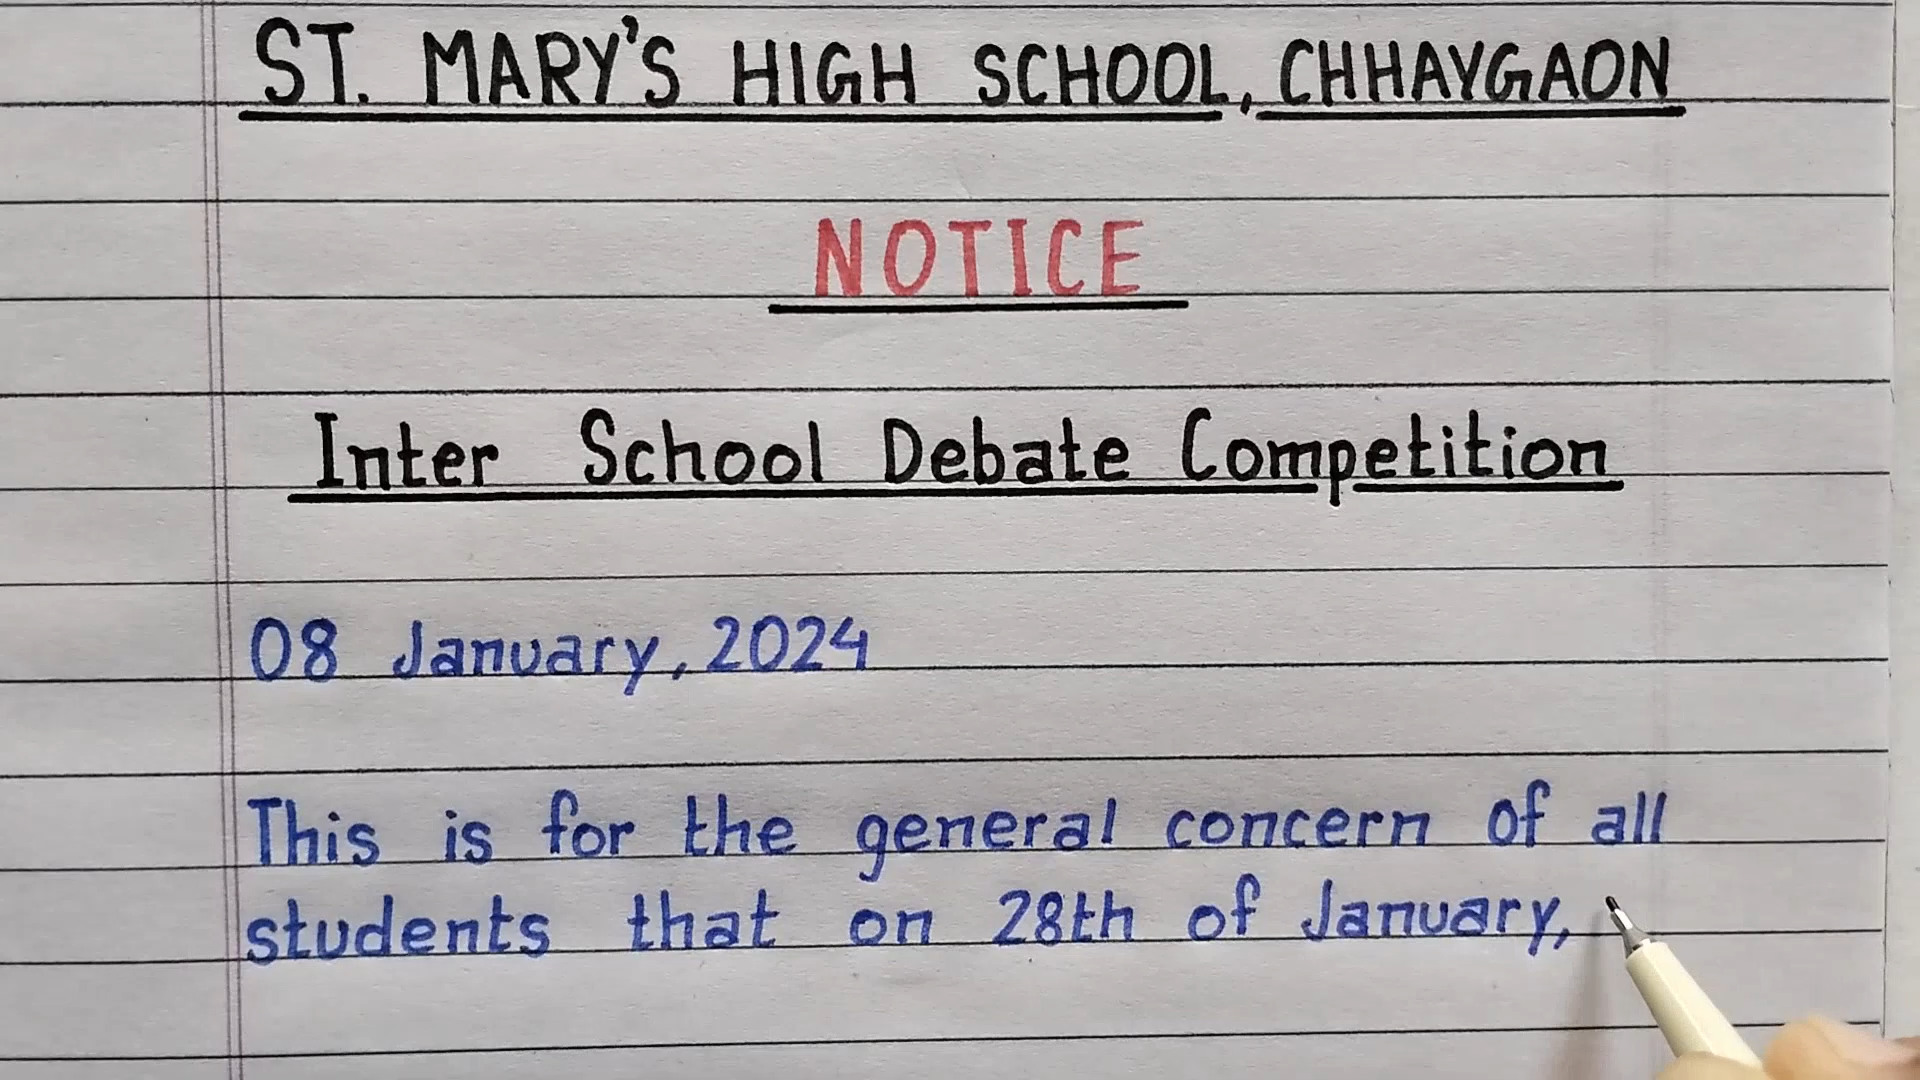 ST. MARY'S HIGH SCHOOL, CHHAYGAON
NOTICE
Inter School Debate Competition
08 January, 2024
This is for the general concern of all
students that on 28th of January,